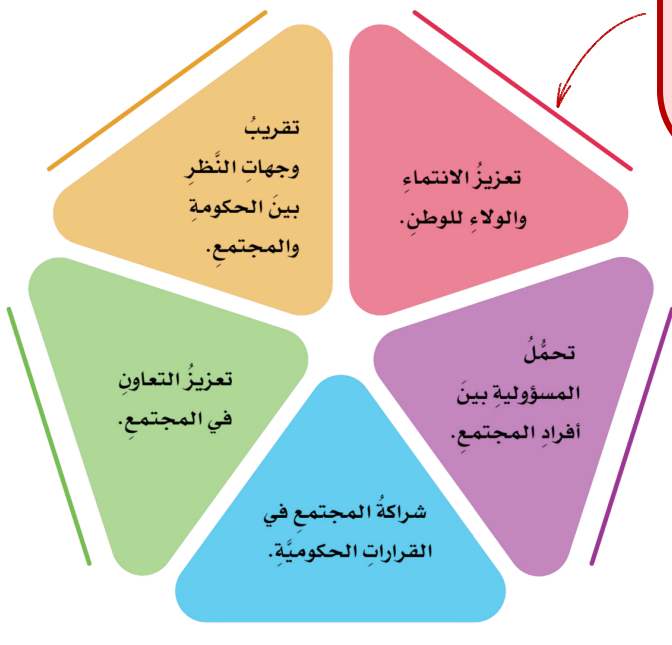 تعزيزُ الانتماءِ
والولاءِ للوطنِ.
تحمُّلُ
المسؤوليةِ بينَ
أفرادِ المجتمعِ.
شراكةُ المجتمعِ في
القراراتِ الحكوميَّةِ.
تعزيزُ التعاونِ
في المجتمعِ.
تقريبُ
وجهاتِ النَّظرِ
بينَ الحكومةِ
والمجتمعِ.